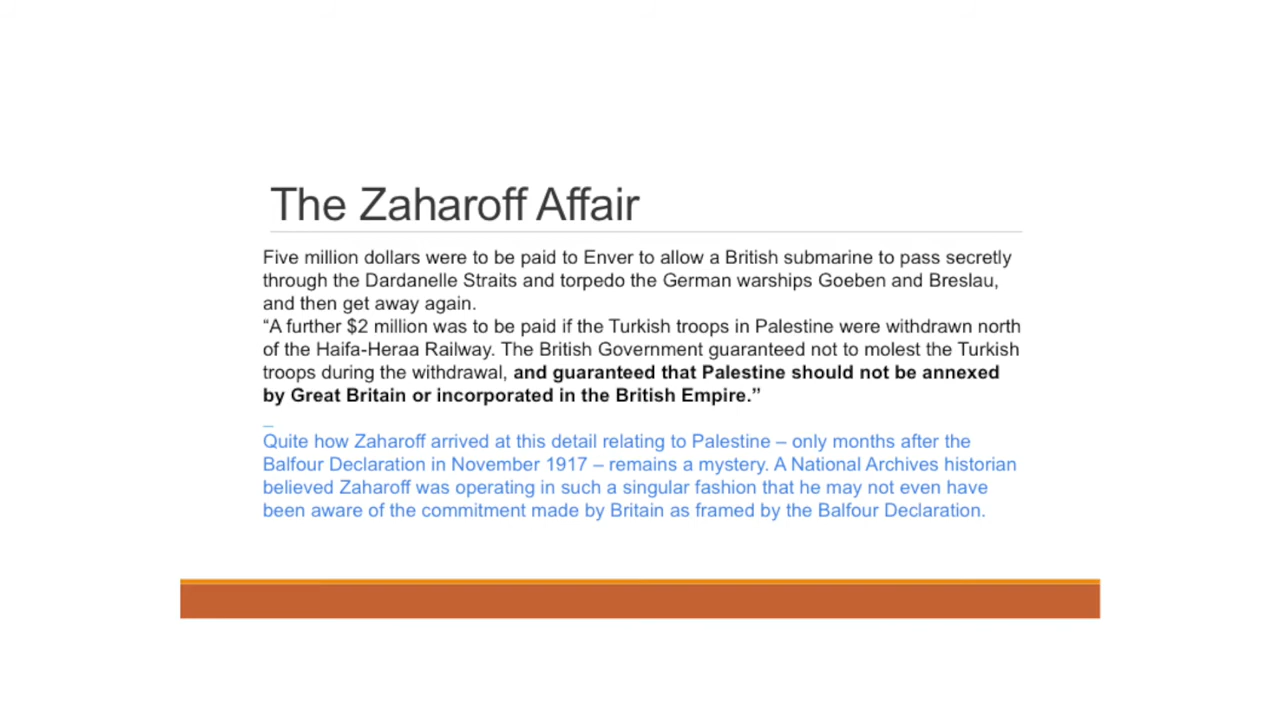 The Zaharoff Affair
Five million dollars were to be paid to Enver to allow a British submarine to pass secretly
through the Dardanelle Straits and torpedo the German warships Goeben and Breslau,
and then get away again.
“A further $2 million was to be paid if the Turkish troops in Palestine were withdrawn north
of the Haifa-Heraa Railway. The British Government guaranteed not to molest the Turkish
troops during the withdrawal, and guaranteed that Palestine should not be annexed
by Great Britain or incorporated in the British Empire.”
_
Quite how Zaharoff arrived at this detail relating to Palestine – only months after the
Balfour Declaration in November 1917 – remains a mystery. A National Archives historian
believed Zaharoff was operating in such a singular fashion that he may not even have
been aware of the commitment made by Britain as framed by the Balfour Declaration.